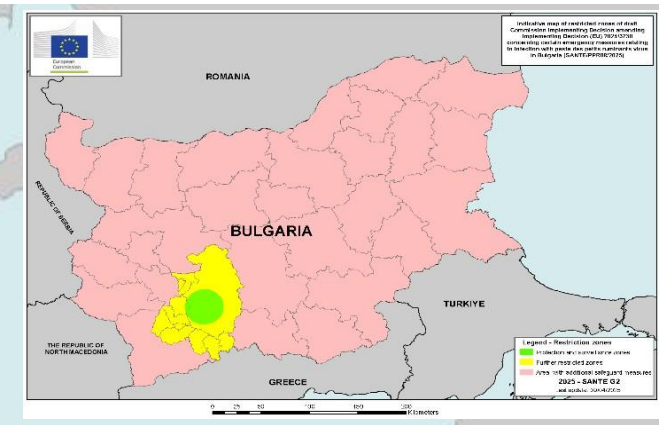 European
Commission
Indicative map of restricted zones of draft
Commission Implementing Decision amending
Implementing Decision (EU)
concerning certain emergency measures relating
to infection with peste des petits ruminants virus
in Bulgaria
ROMANIA
REPUBLIC OF SERBIA
BULGARIA
TURKIYE
THE REPUBLIC OF
NORTH MACEDONIA
GREECE
Legend - Restriction zones
Protection and surveillance zones
Further restricted zones
Area with additional safeguard measures
2025 - SANTE G2
Last update:
0 25 50 100 150 200
Kilometers